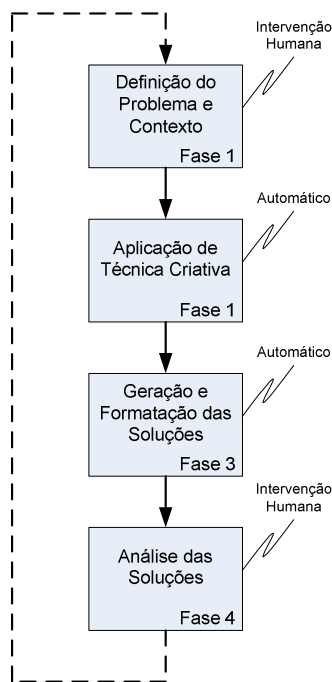 Intervenção
Humana
Definição do
Problema e
Contexto
Fase 1
Automático
Aplicação de
Técnica Criativa
Fase 1
Automático
Geração e
Formatação das
Soluções
Fase 3
Intervenção
Humana
Análise das
Soluções
Fase 4